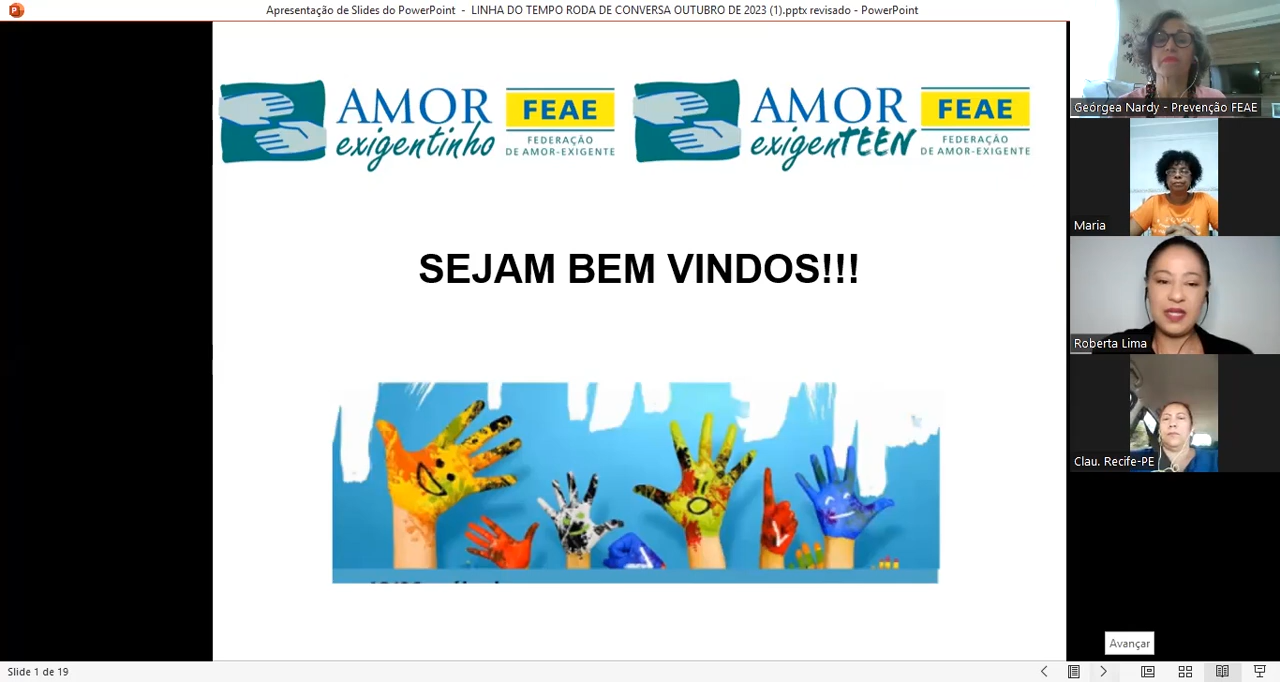 Apresentação de Slides do PowerPoint - LINHA DO TEMPO RODA DE CONVERSA OUTUBRO DE 2023 (1).pptx revisado - PowerPoint
AMOR
exigentinho
FEAE
FEDERAÇÃO
DE AMOR-EXIGENTE
AMOR
exigenTEEN
FEAE
FEDERAÇÃO
DE AMOR-EXIGENTE
SEJAM BEM VINDOS!!!
Geórgea Nardy - Prevenção FEAE
Maria
Roberta Lima
Clau. Recife-PE
Avançar
Slide 1 de 19